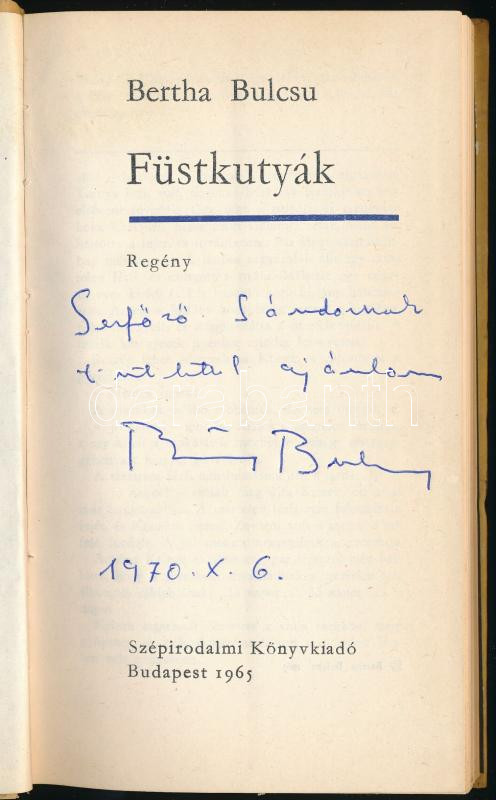 Bertha Bulcsu
Füstkutyák
Regény
Serfőző Sándornak
tisztelettel ajánlom
Bertha Bulcsu
1970. X. 6.
Szépirodalmi Könyvkiadó
Budapest 1965